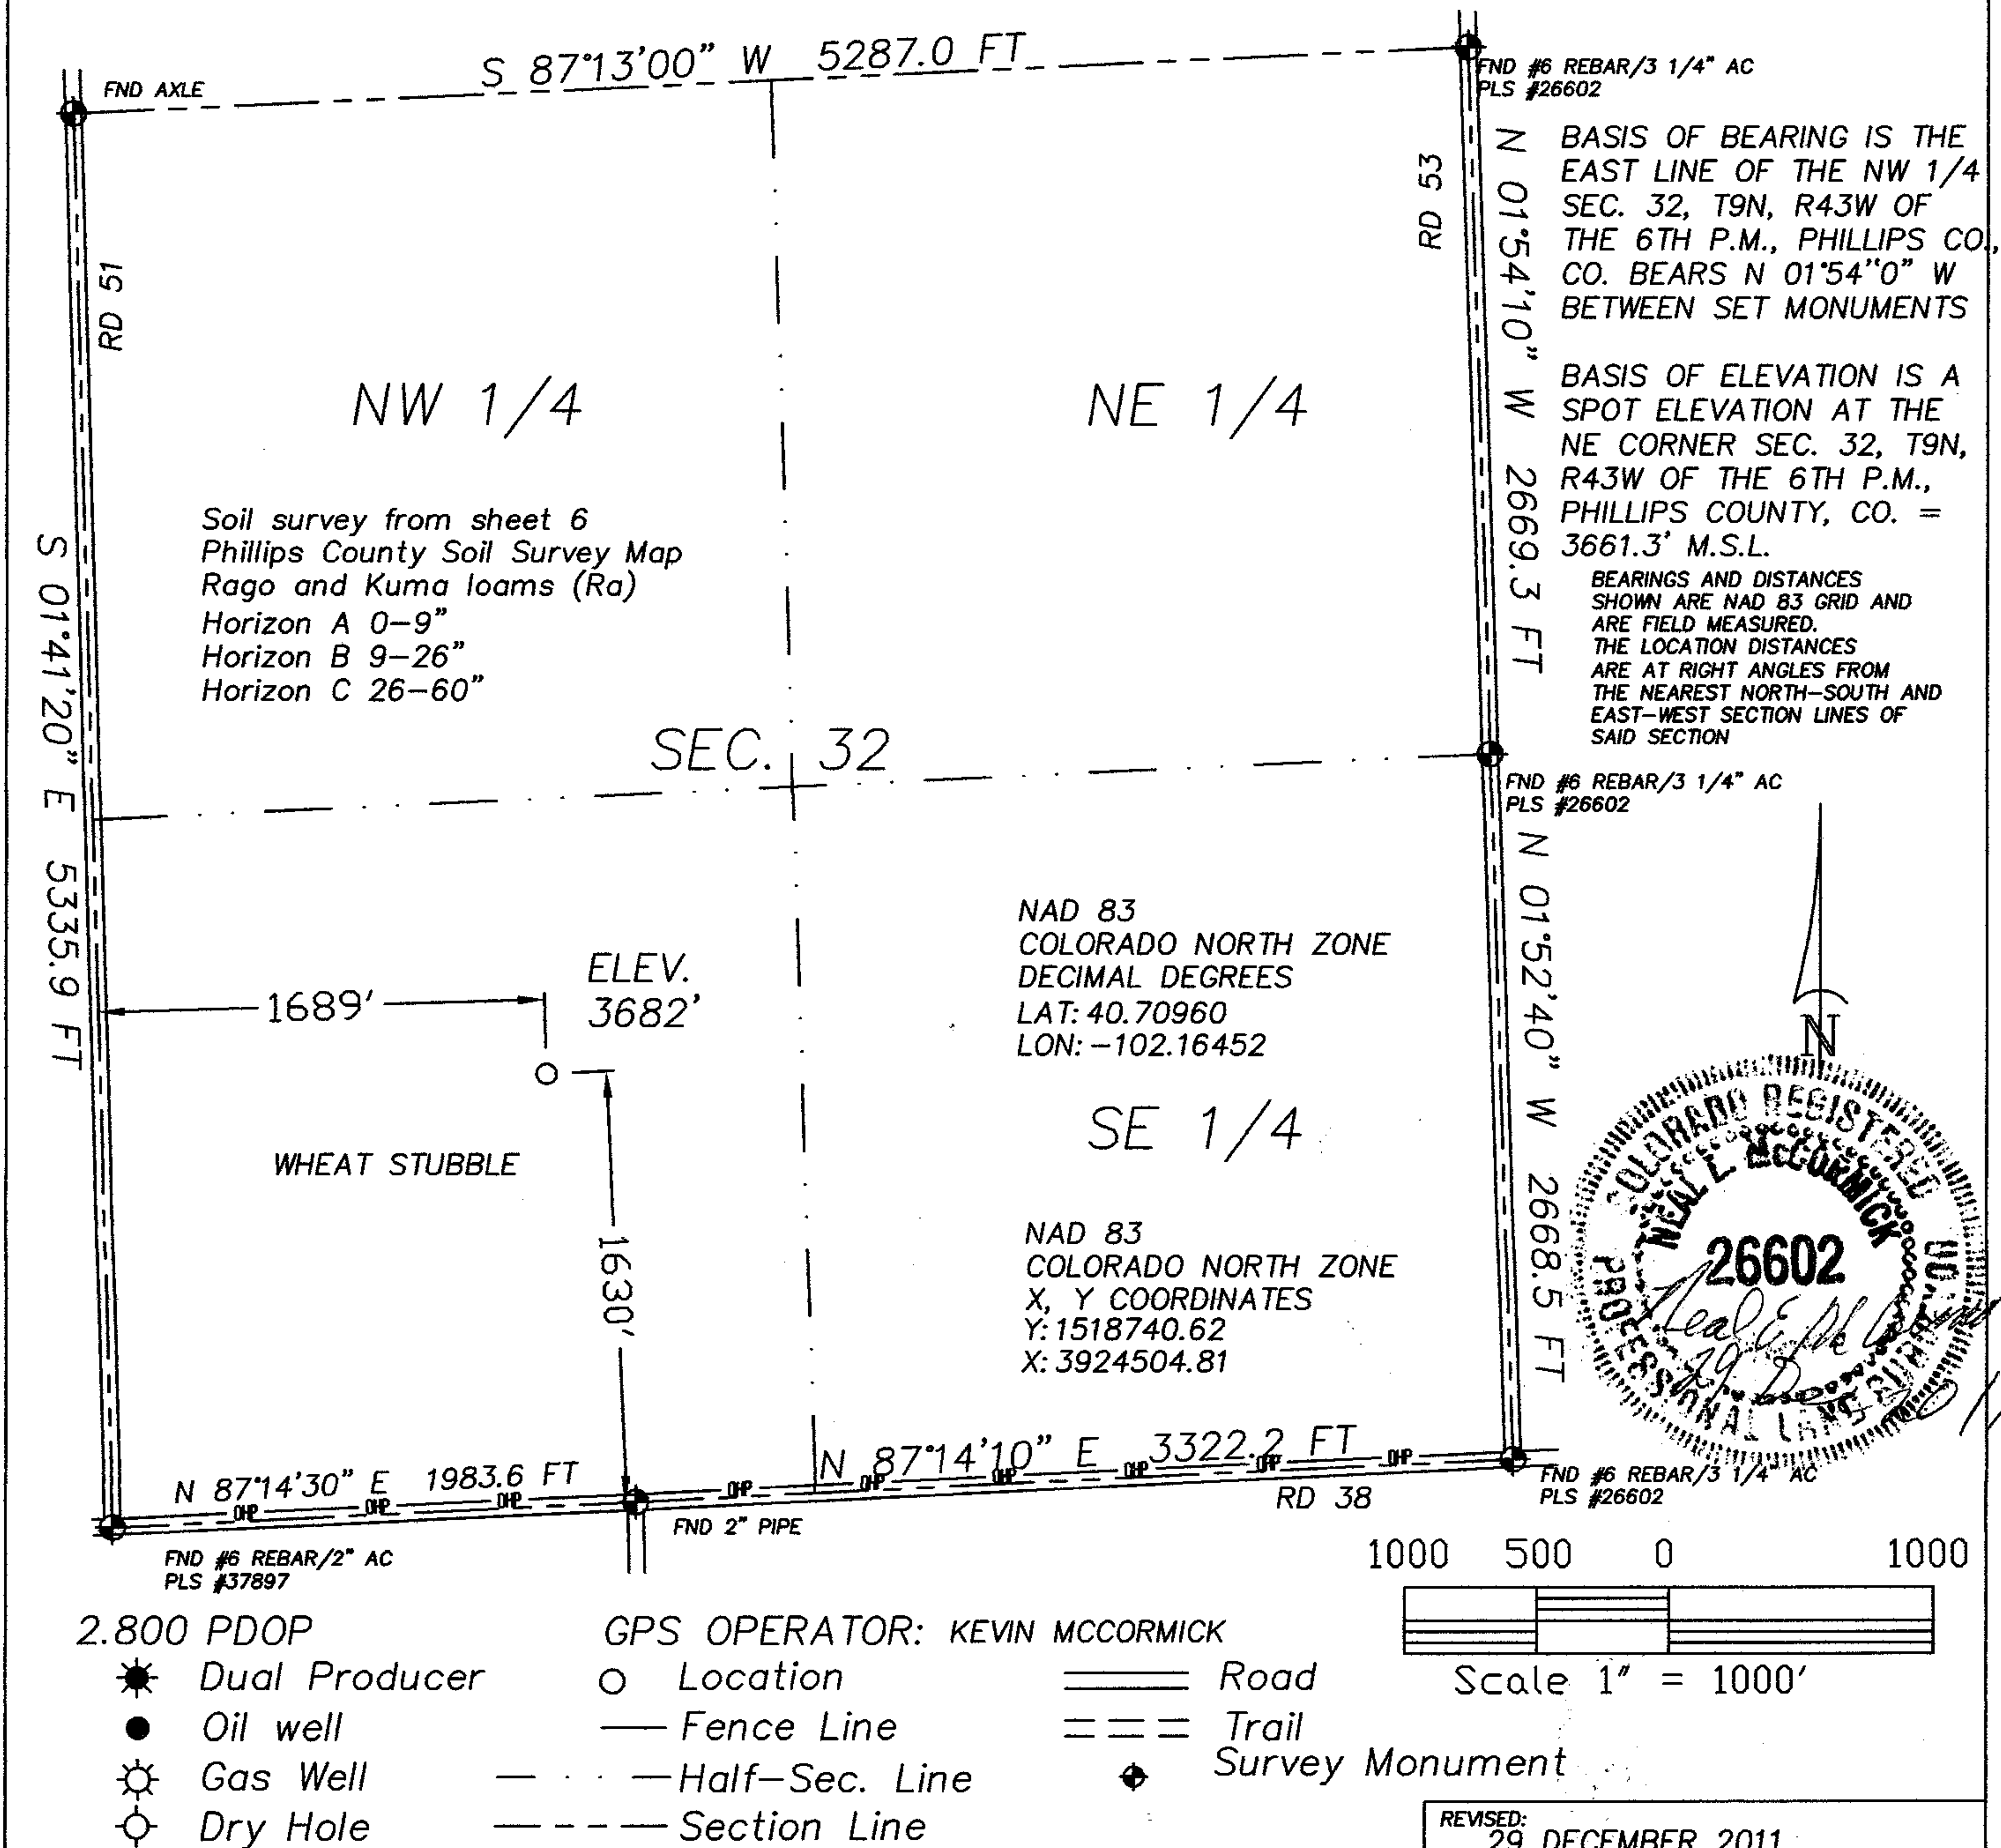 S 87°13'00" W 5287.0 FT
FND AXLE
FND #6 REBAR/3 1/4" AC
PLS #26602
RD 51
RD 53
N 01°54'10" W 2669.3 FT
BASIS OF BEARING IS THE
EAST LINE OF THE NW 1/4
SEC. 32, T9N, R43W OF
THE 6TH P.M., PHILLIPS CO.,
CO. BEARS N 01°54"0" W
BETWEEN SET MONUMENTS
BASIS OF ELEVATION IS A
SPOT ELEVATION AT THE
NE CORNER SEC. 32, T9N,
R43W OF THE 6TH P.M.,
PHILLIPS COUNTY, CO. =
3661.3' M.S.L.
BEARINGS AND DISTANCES
SHOWN ARE NAD 83 GRID AND
ARE FIELD MEASURED.
THE LOCATION DISTANCES
ARE AT RIGHT ANGLES FROM
THE NEAREST NORTH-SOUTH AND
EAST-WEST SECTION LINES OF
SAID SECTION
NW 1/4
NE 1/4
Soil survey from sheet 6
Phillips County Soil Survey Map
Rago and Kuma loams (Ra)
Horizon A 0-9"
Horizon B 9-26"
Horizon C 26-60"
S 01°41'20" E 5335.9 FT
SEC. 32
FND #6 REBAR/3 1/4" AC
PLS #26602
N 01°52'40" W 2668.5 FT
NAD 83
COLORADO NORTH ZONE
DECIMAL DEGREES
LAT: 40.70960
LON: -102.16452
ELEV.
3682'
1689'
N
WHEAT STUBBLE
1630'
SE 1/4
NAD 83
COLORADO NORTH ZONE
X, Y COORDINATES
Y: 1518740.62
X: 3924504.81
COLORADO REGISTERED
NEAL E. McCORMICK
26602
PROFESSIONAL LAND
N 87°14'30" E 1983.6 FT
N 87°14'10" E 3322.2 FT
OHP OHP OHP OHP OHP OHP OHP OHP OHP
RD 38
FND 2" PIPE
FND #6 REBAR/3 1/4" AC
PLS #26602
FND #6 REBAR/2" AC
PLS #37897
1000 500 0 1000
Scale 1" = 1000'
2.800 PDOP
GPS OPERATOR: KEVIN MCCORMICK
Dual Producer
Location
Road
Oil well
Fence Line
Trail
Gas Well
Half-Sec. Line
Survey Monument
Dry Hole
Section Line
REVISED:
29 DECEMBER 2011